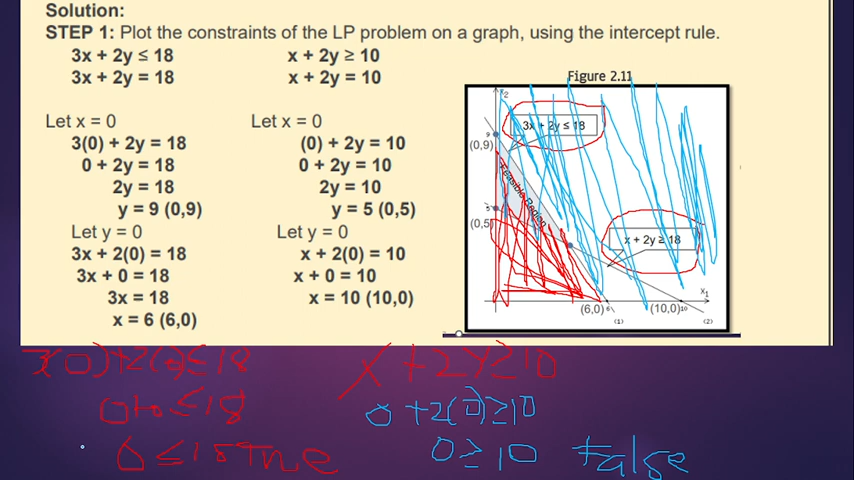 Solution:
STEP 1: Plot the constraints of the LP problem on a graph, using the intercept rule.
3x + 2y ≤ 18 x + 2y ≥ 10
3x + 2y = 18 x + 2y = 10
Let x = 0 Let x = 0
3(0) + 2y = 18 (0) + 2y = 10
0 + 2y = 18 0 + 2y = 10
2y = 18 2y = 10
y = 9 (0,9) y = 5 (0,5)
Let y = 0 Let y = 0
3x + 2(0) = 18 x + 2(0) = 10
3x + 0 = 18 x + 0 = 10
3x = 18 x = 10 (10,0)
x = 6 (6,0)
Figure 2.11
x2
3x + 2y ≤ 18
9
(0,9)
Feasible Region
5
(0,5)
x + 2y ≥ 18
x1
(6,0) 6 (10,0) 10
(1) (2)
3(0)+2(0)≤18 x+2y≥10
0+0≤18 0+2(0)≥10
0≤18 True 0≥10 False